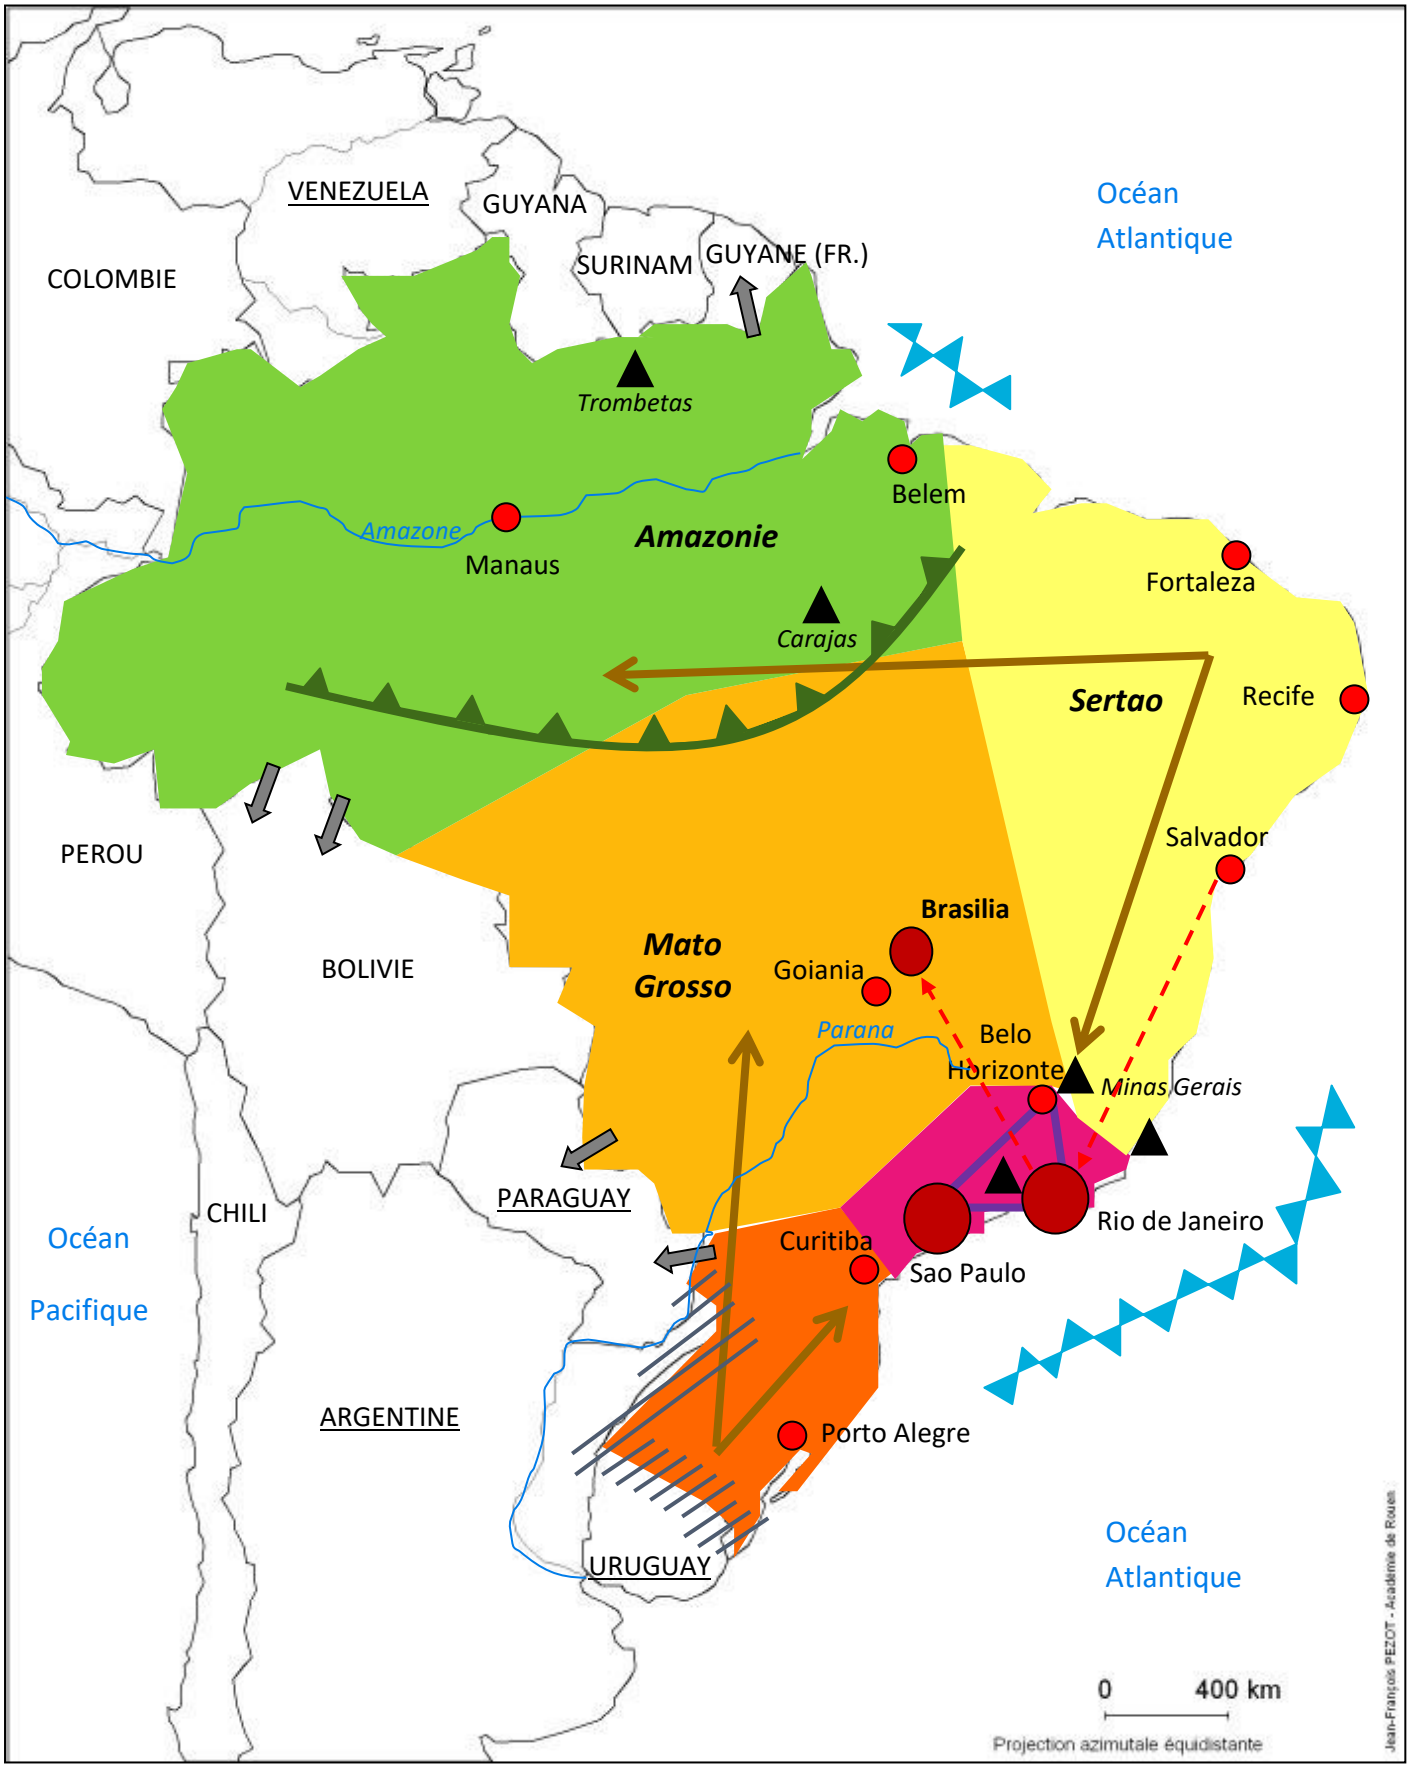 VENEZUELA
GUYANA
Océan
Atlantique
COLOMBIE
SURINAM
GUYANE (FR.)
Trombetas
Belem
Amazone
Amazonie
Manaus
Fortaleza
Carajas
Sertao
Recife
PEROU
Salvador
Brasilia
Mato
Grosso
BOLIVIE
Goiania
Parana
Belo
Horizonte
Minas Gerais
PARAGUAY
CHILI
Rio de Janeiro
Océan
Pacifique
Curitiba
Sao Paulo
ARGENTINE
Porto Alegre
Océan
Atlantique
URUGUAY
0 400 km
Projection azimutale équidistante
Jean-François PEZOT - Académie de Rouen